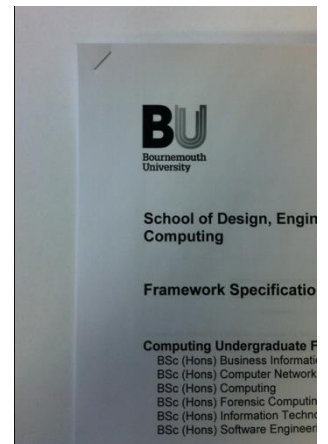 BU
Bournemouth
University
School of Design, Engin
Computing
Framework Specificatio
Computing Undergraduate F
BSc (Hons) Business Informati
BSc (Hons) Computer Network
BSc (Hons) Computing
BSc (Hons) Forensic Computin
BSc (Hons) Information Techno
BSc (Hons) Software Engineer